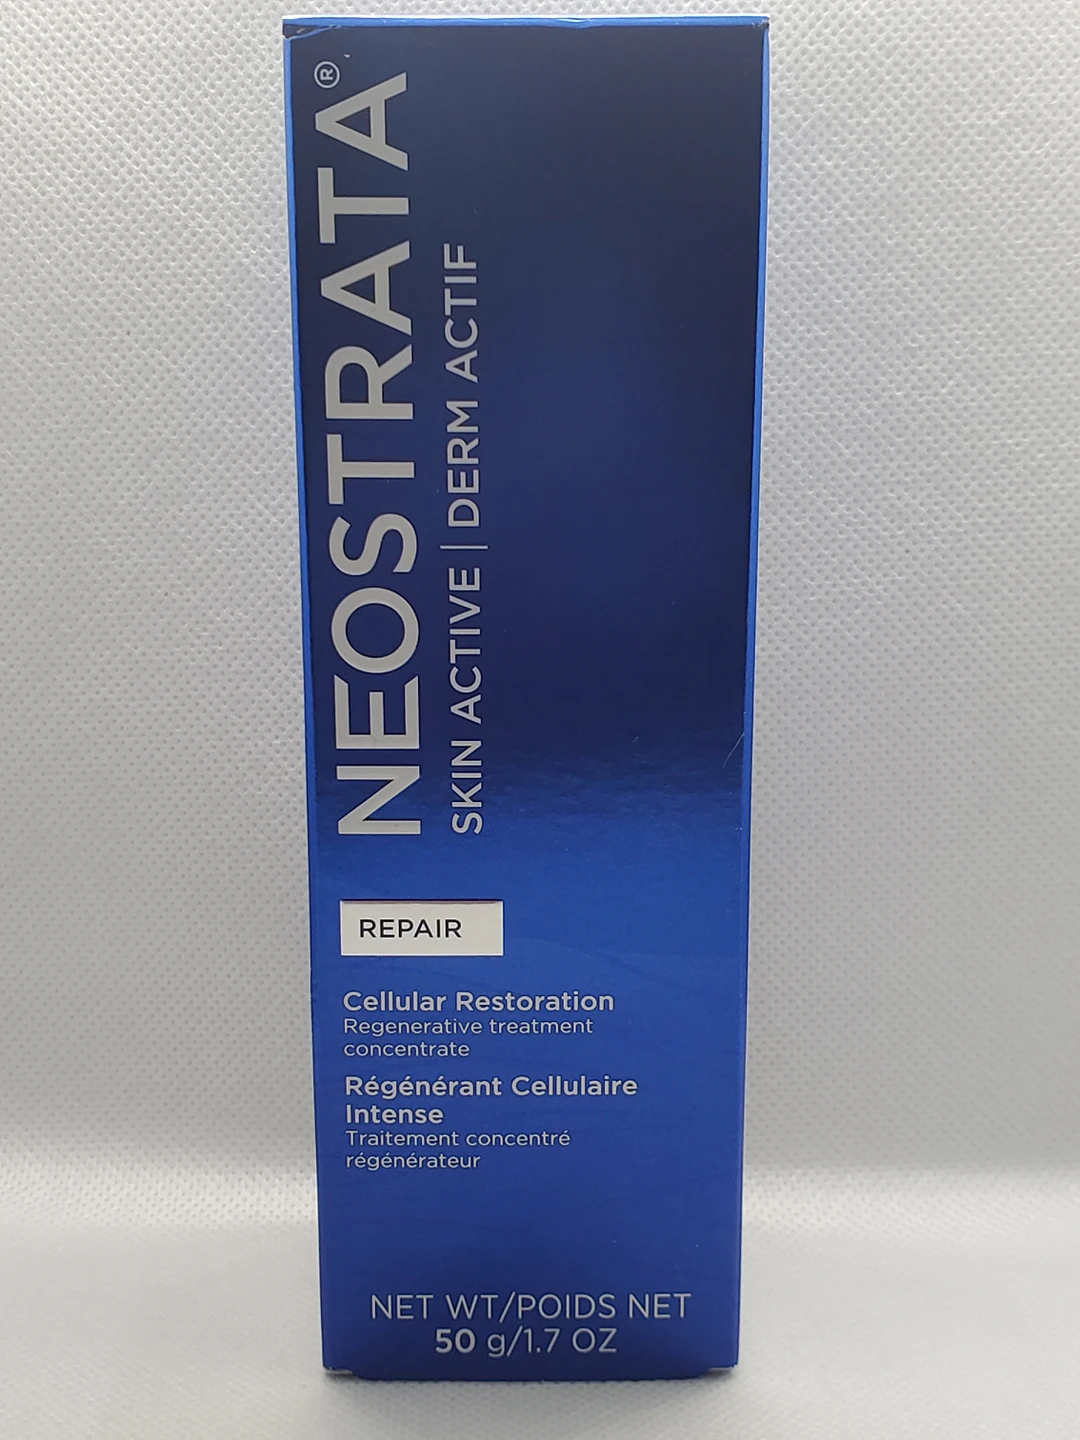 NEOSTRATA®
SKIN ACTIVE | DERM ACTIF
REPAIR
Cellular Restoration
Regenerative treatment
concentrate
Régénérant Cellulaire
Intense
Traitement concentré
régénérateur
NET WT/POIDS NET
50 g/1.7 OZ